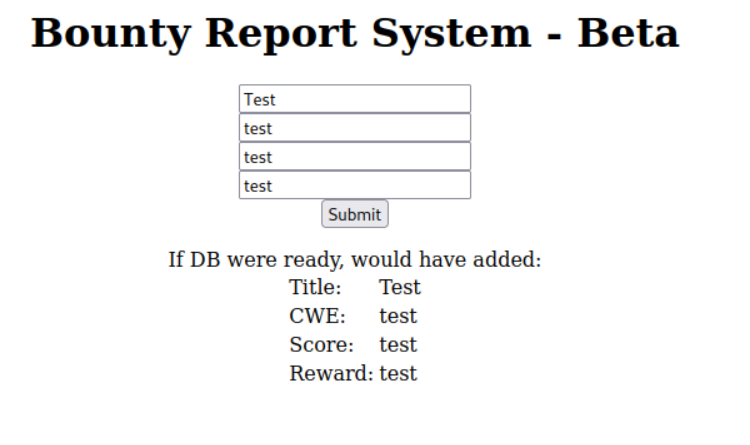 Bounty Report System - Beta
Test
test
test
test
Submit
If DB were ready, would have added:
Title: Test
CWE: test
Score: test
Reward: test